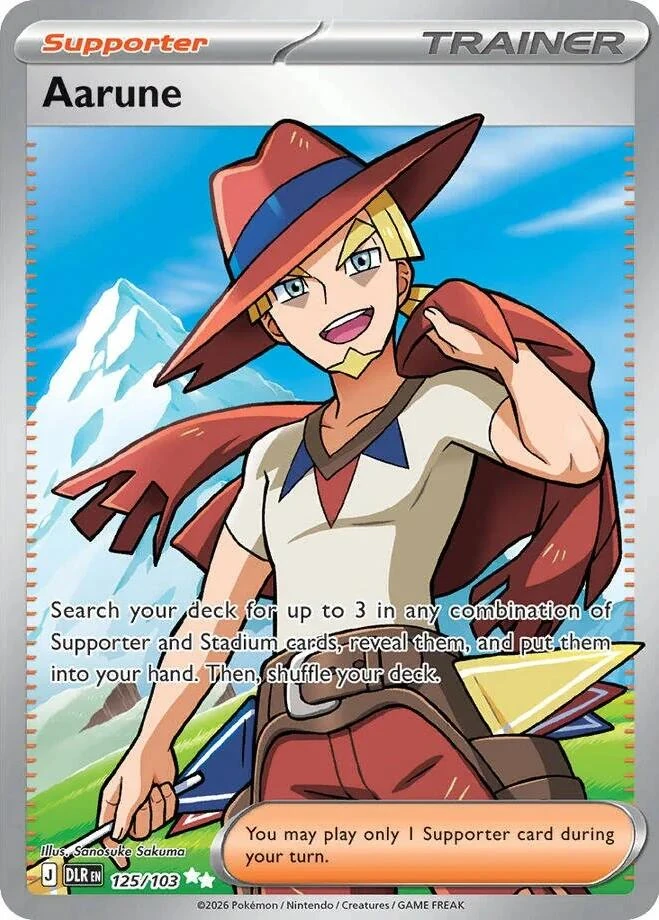 Supporter
TRAINER
Aarune
Search your deck for up to 3 in any combination of
Supporter and Stadium cards, reveal them, and put them
into your hand. Then, shuffle your deck.
You may play only 1 Supporter card during
your turn.
Illus. Sanosuke Sakuma
J DLR EN 125/103 ★★
©2026 Pokémon / Nintendo / Creatures / GAME FREAK